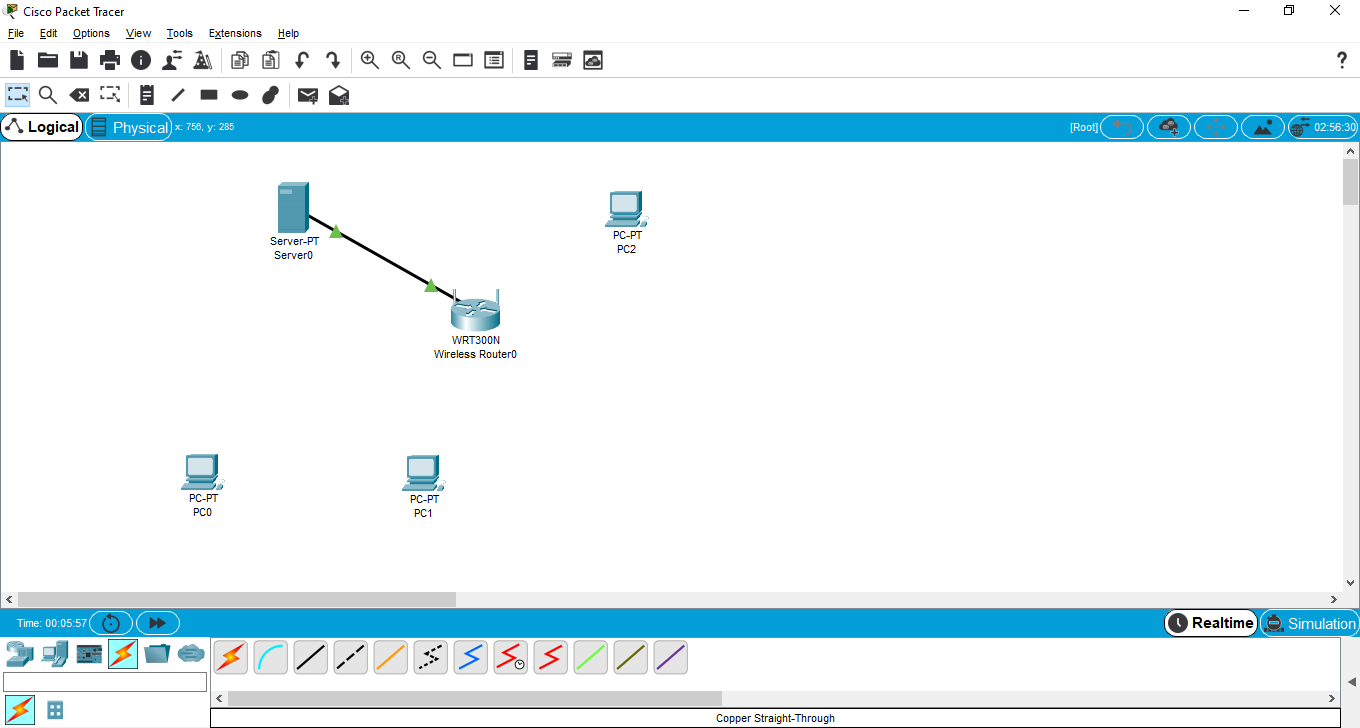 Cisco Packet Tracer
File Edit Options View Tools Extensions Help
?
Logical Physical x: 756, y: 285 [Root] 02:56:30
Server-PT
Server0
PC-PT
PC2
WRT300N
Wireless Router0
PC-PT
PC0
PC-PT
PC1
Time: 00:05:57 Realtime Simulation
Copper Straight-Through